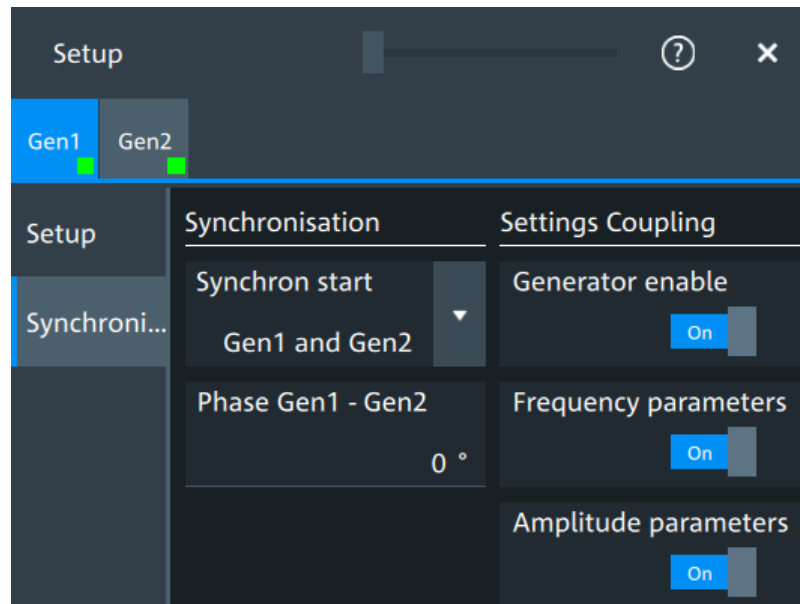 Setup
?
×
Gen1
Gen2
Setup
Synchroni...
Synchronisation
Synchron start
Gen1 and Gen2
Phase Gen1 - Gen2
0 °
Settings Coupling
Generator enable
On
Frequency parameters
On
Amplitude parameters
On